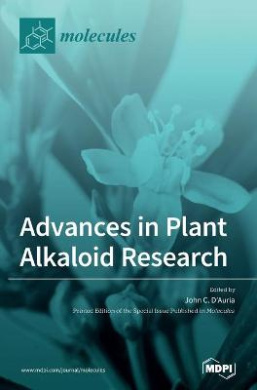 molecules
Advances in Plant
Alkaloid Research
Edited by
John C. D'Auria
Printed Edition of the Special Issue Published in Molecules
www.mdpi.com/journal/molecules
MDPI